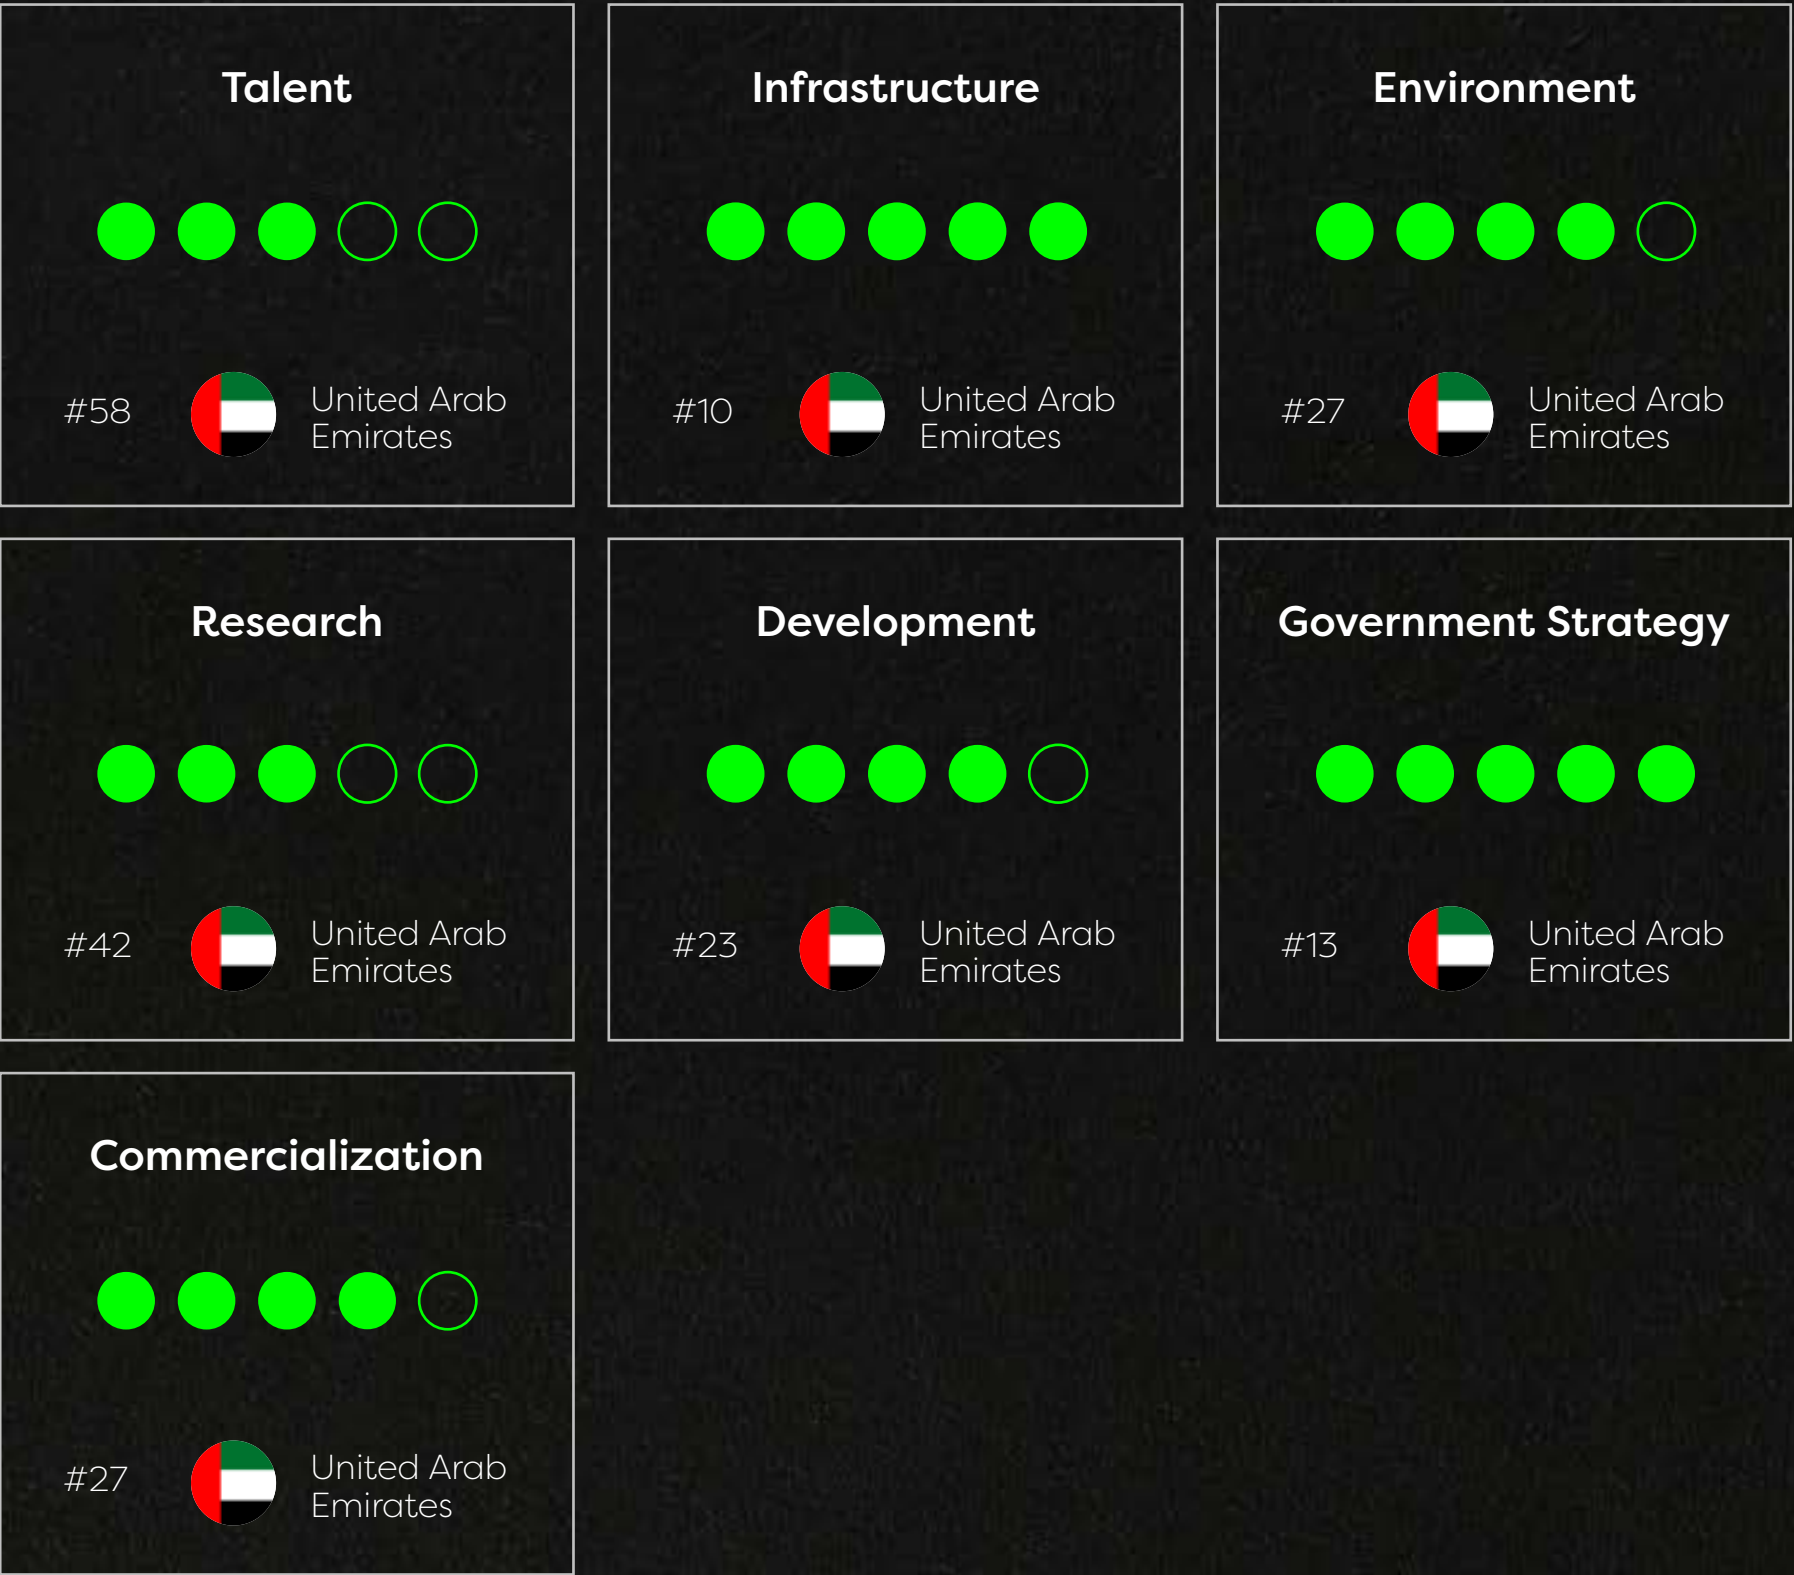 Talent
#58
United Arab
Emirates
Infrastructure
#10
United Arab
Emirates
Environment
#27
United Arab
Emirates
Research
#42
United Arab
Emirates
Development
#23
United Arab
Emirates
Government Strategy
#13
United Arab
Emirates
Commercialization
#27
United Arab
Emirates